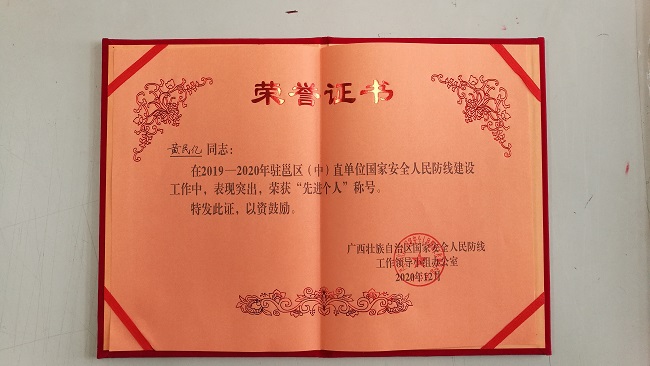 荣誉证书
黄民亿 同志：
在2019—2020年驻邕区（中）直单位国家安全人民防线建设
工作中，表现突出，荣获“先进个人”称号。
特发此证，以资鼓励。
广西壮族自治区国家安全人民防线
工作领导小组办公室
2020年12月